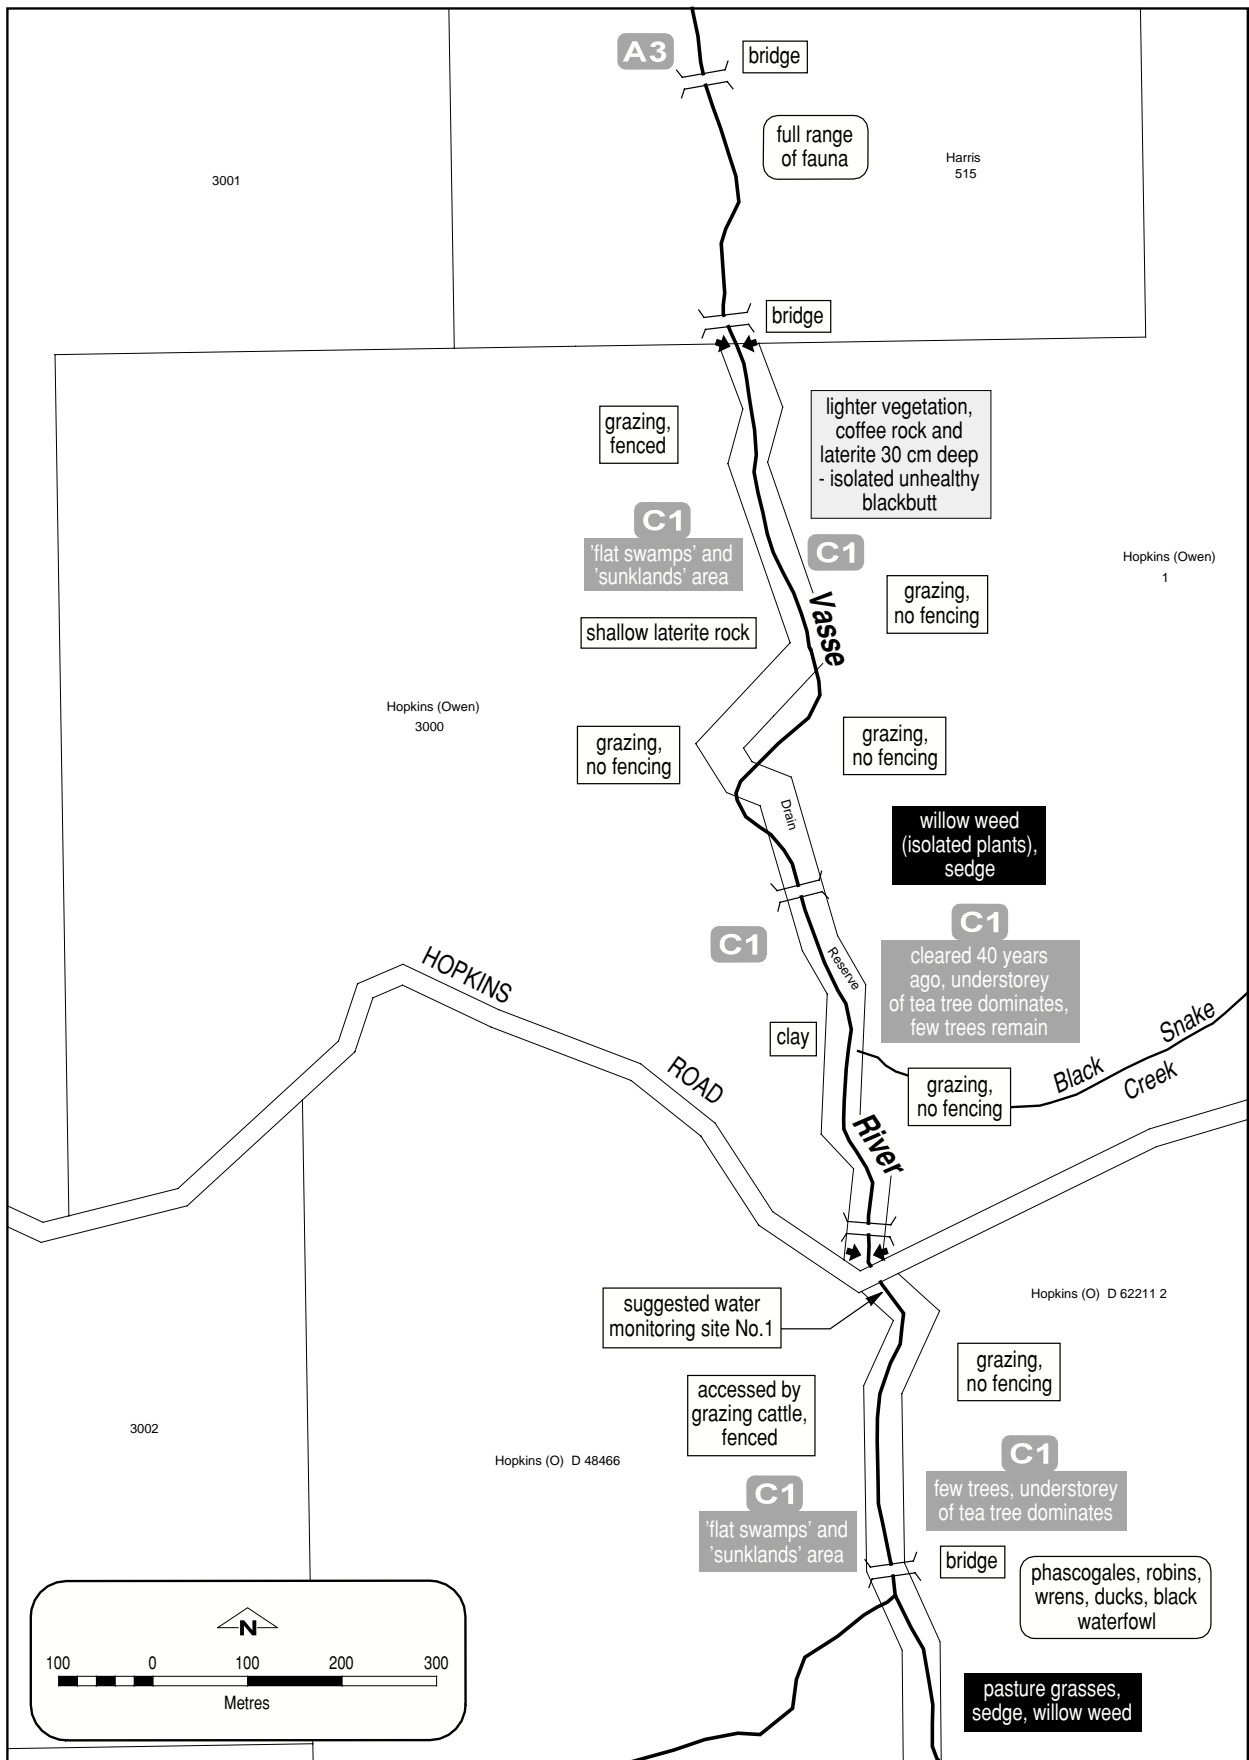 A3
bridge
full range
of fauna
Harris
515
3001
bridge
grazing,
fenced
lighter vegetation,
coffee rock and
laterite 30 cm deep
- isolated unhealthy
blackbutt
C1
'flat swamps' and
'sunklands' area
C1
Hopkins (Owen)
1
grazing,
no fencing
Vasse
shallow laterite rock
Hopkins (Owen)
3000
grazing,
no fencing
grazing,
no fencing
Drain
willow weed
(isolated plants),
sedge
C1
C1
cleared 40 years
ago, understorey
of tea tree dominates,
few trees remain
Reserve
HOPKINS
ROAD
clay
Black Snake
Creek
grazing,
no fencing
River
suggested water
monitoring site No.1
Hopkins (O) D 62211 2
grazing,
no fencing
accessed by
grazing cattle,
fenced
3002
Hopkins (O) D 48466
C1
few trees, understorey
of tea tree dominates
C1
'flat swamps' and
'sunklands' area
bridge
phascogales, robins,
wrens, ducks, black
waterfowl
N
100 0 100 200 300
Metres
pasture grasses,
sedge, willow weed